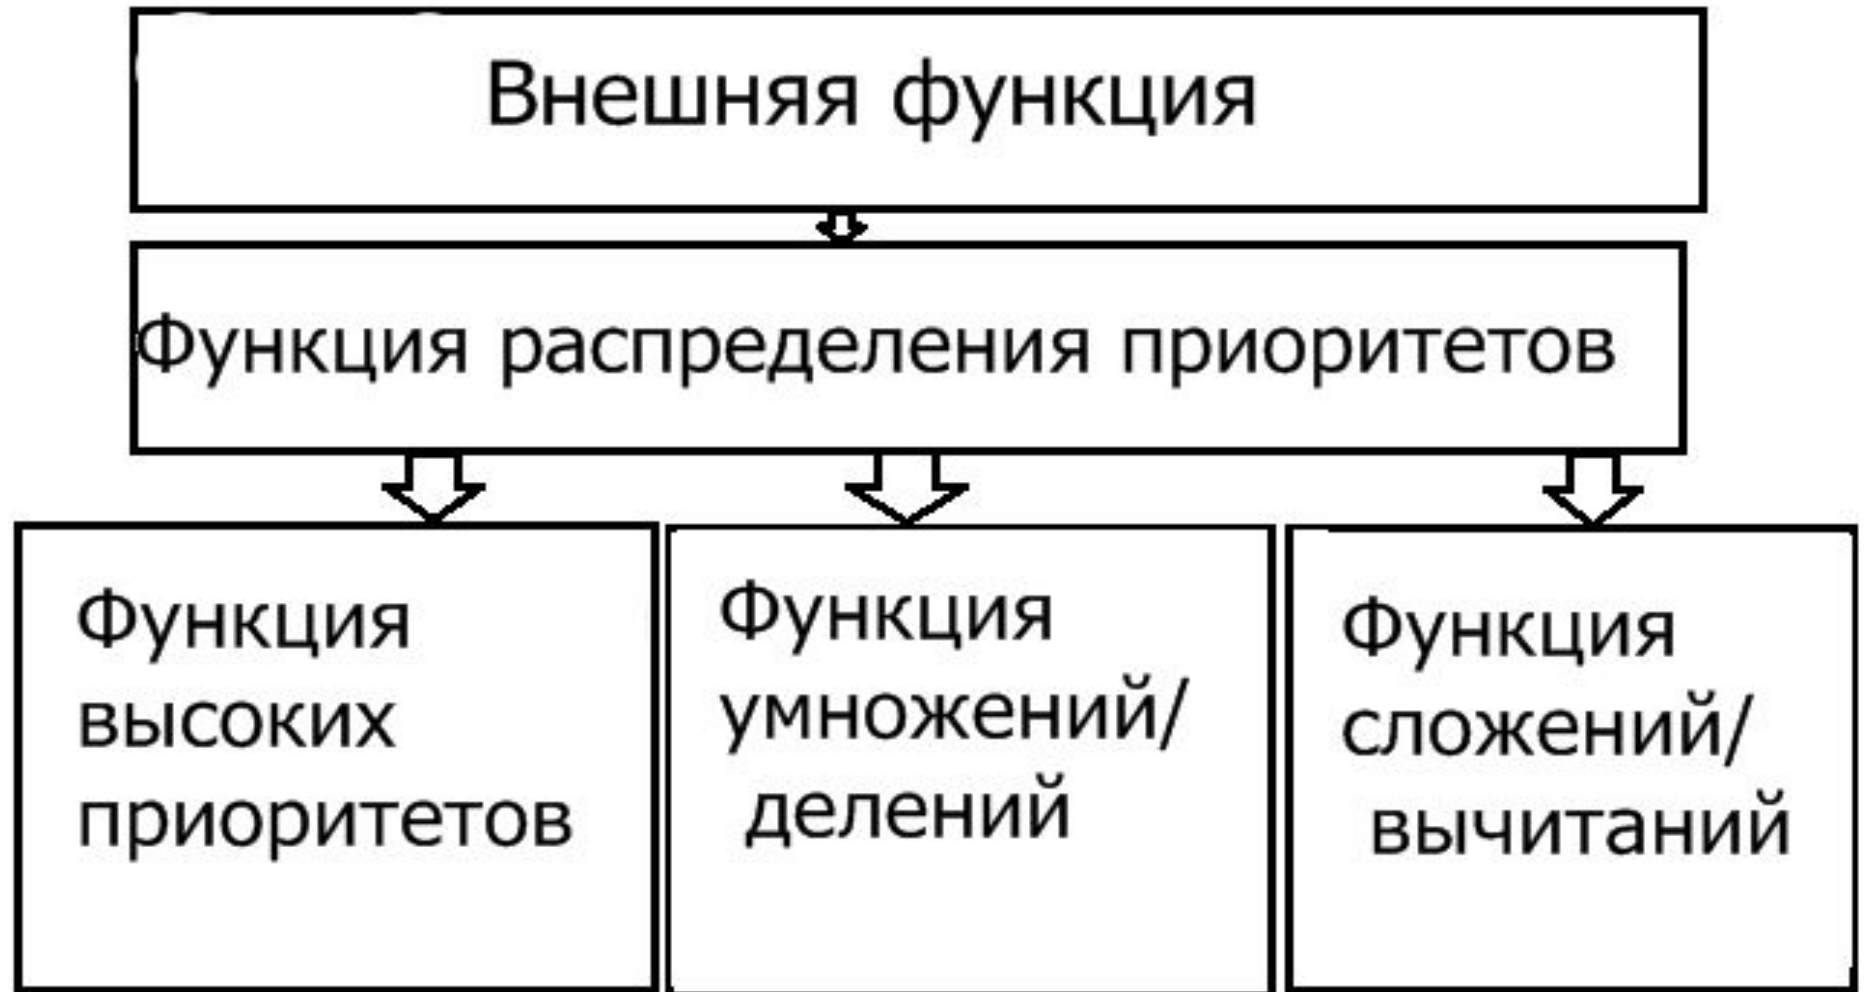 Внешняя функция
Функция распределения приоритетов
Функция
высоких
приоритетов
Функция
умножений/
делений
Функция
сложений/
вычитаний